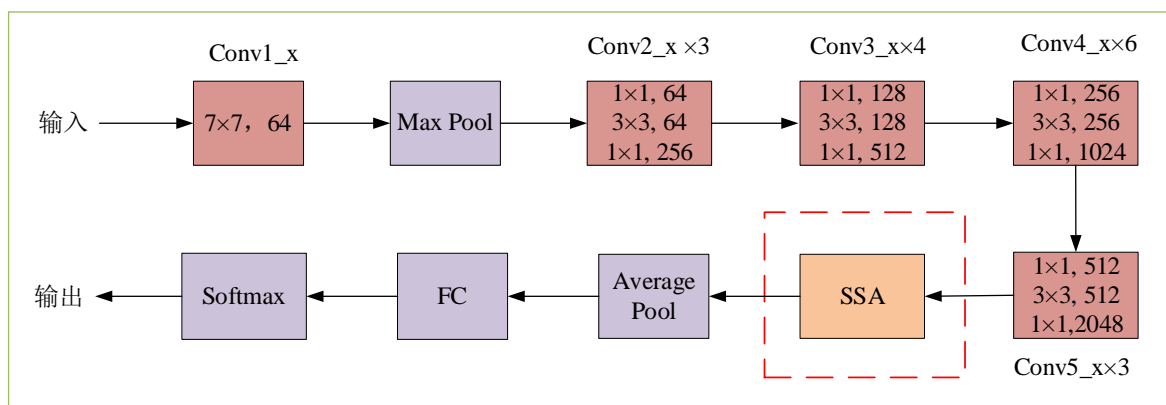 Conv1_x
Conv2_x ×3
Conv3_x×4
Conv4_x×6
输入
7×7，64
Max Pool
1×1, 64
3×3, 64
1×1, 256
1×1, 128
3×3, 128
1×1, 512
1×1, 256
3×3, 256
1×1, 1024
输出
Softmax
FC
Average
Pool
SSA
1×1, 512
3×3, 512
1×1,2048
Conv5_x×3